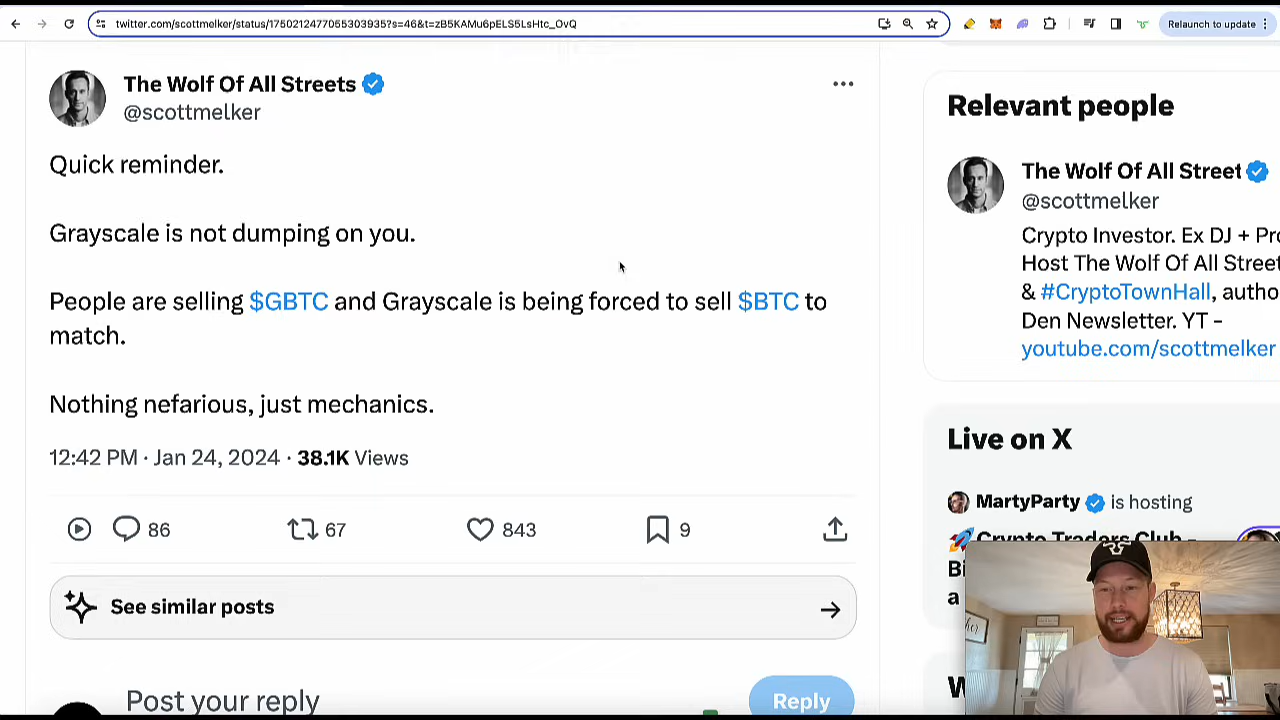 twitter.com/scottmelker/status/1750212477065303935?s=46&t=zB5KAMu6pELS5LsHtc_OvQ
Relaunch to update
The Wolf Of All Streets
@scottmelker
Quick reminder.
Grayscale is not dumping on you.
People are selling $GBTC and Grayscale is being forced to sell $BTC to
match.
Nothing nefarious, just mechanics.
12:42 PM · Jan 24, 2024 · 38.1K Views
86 67 843 9
See similar posts
Post your reply
Reply
Relevant people
The Wolf Of All Street
@scottmelker
Crypto Investor. Ex DJ + Pro
Host The Wolf Of All Street
& #CryptoTownHall, autho
Den Newsletter. YT -
youtube.com/scottmelker
Live on X
MartyParty is hosting
Crypto Traders Club -
Bi
a
W